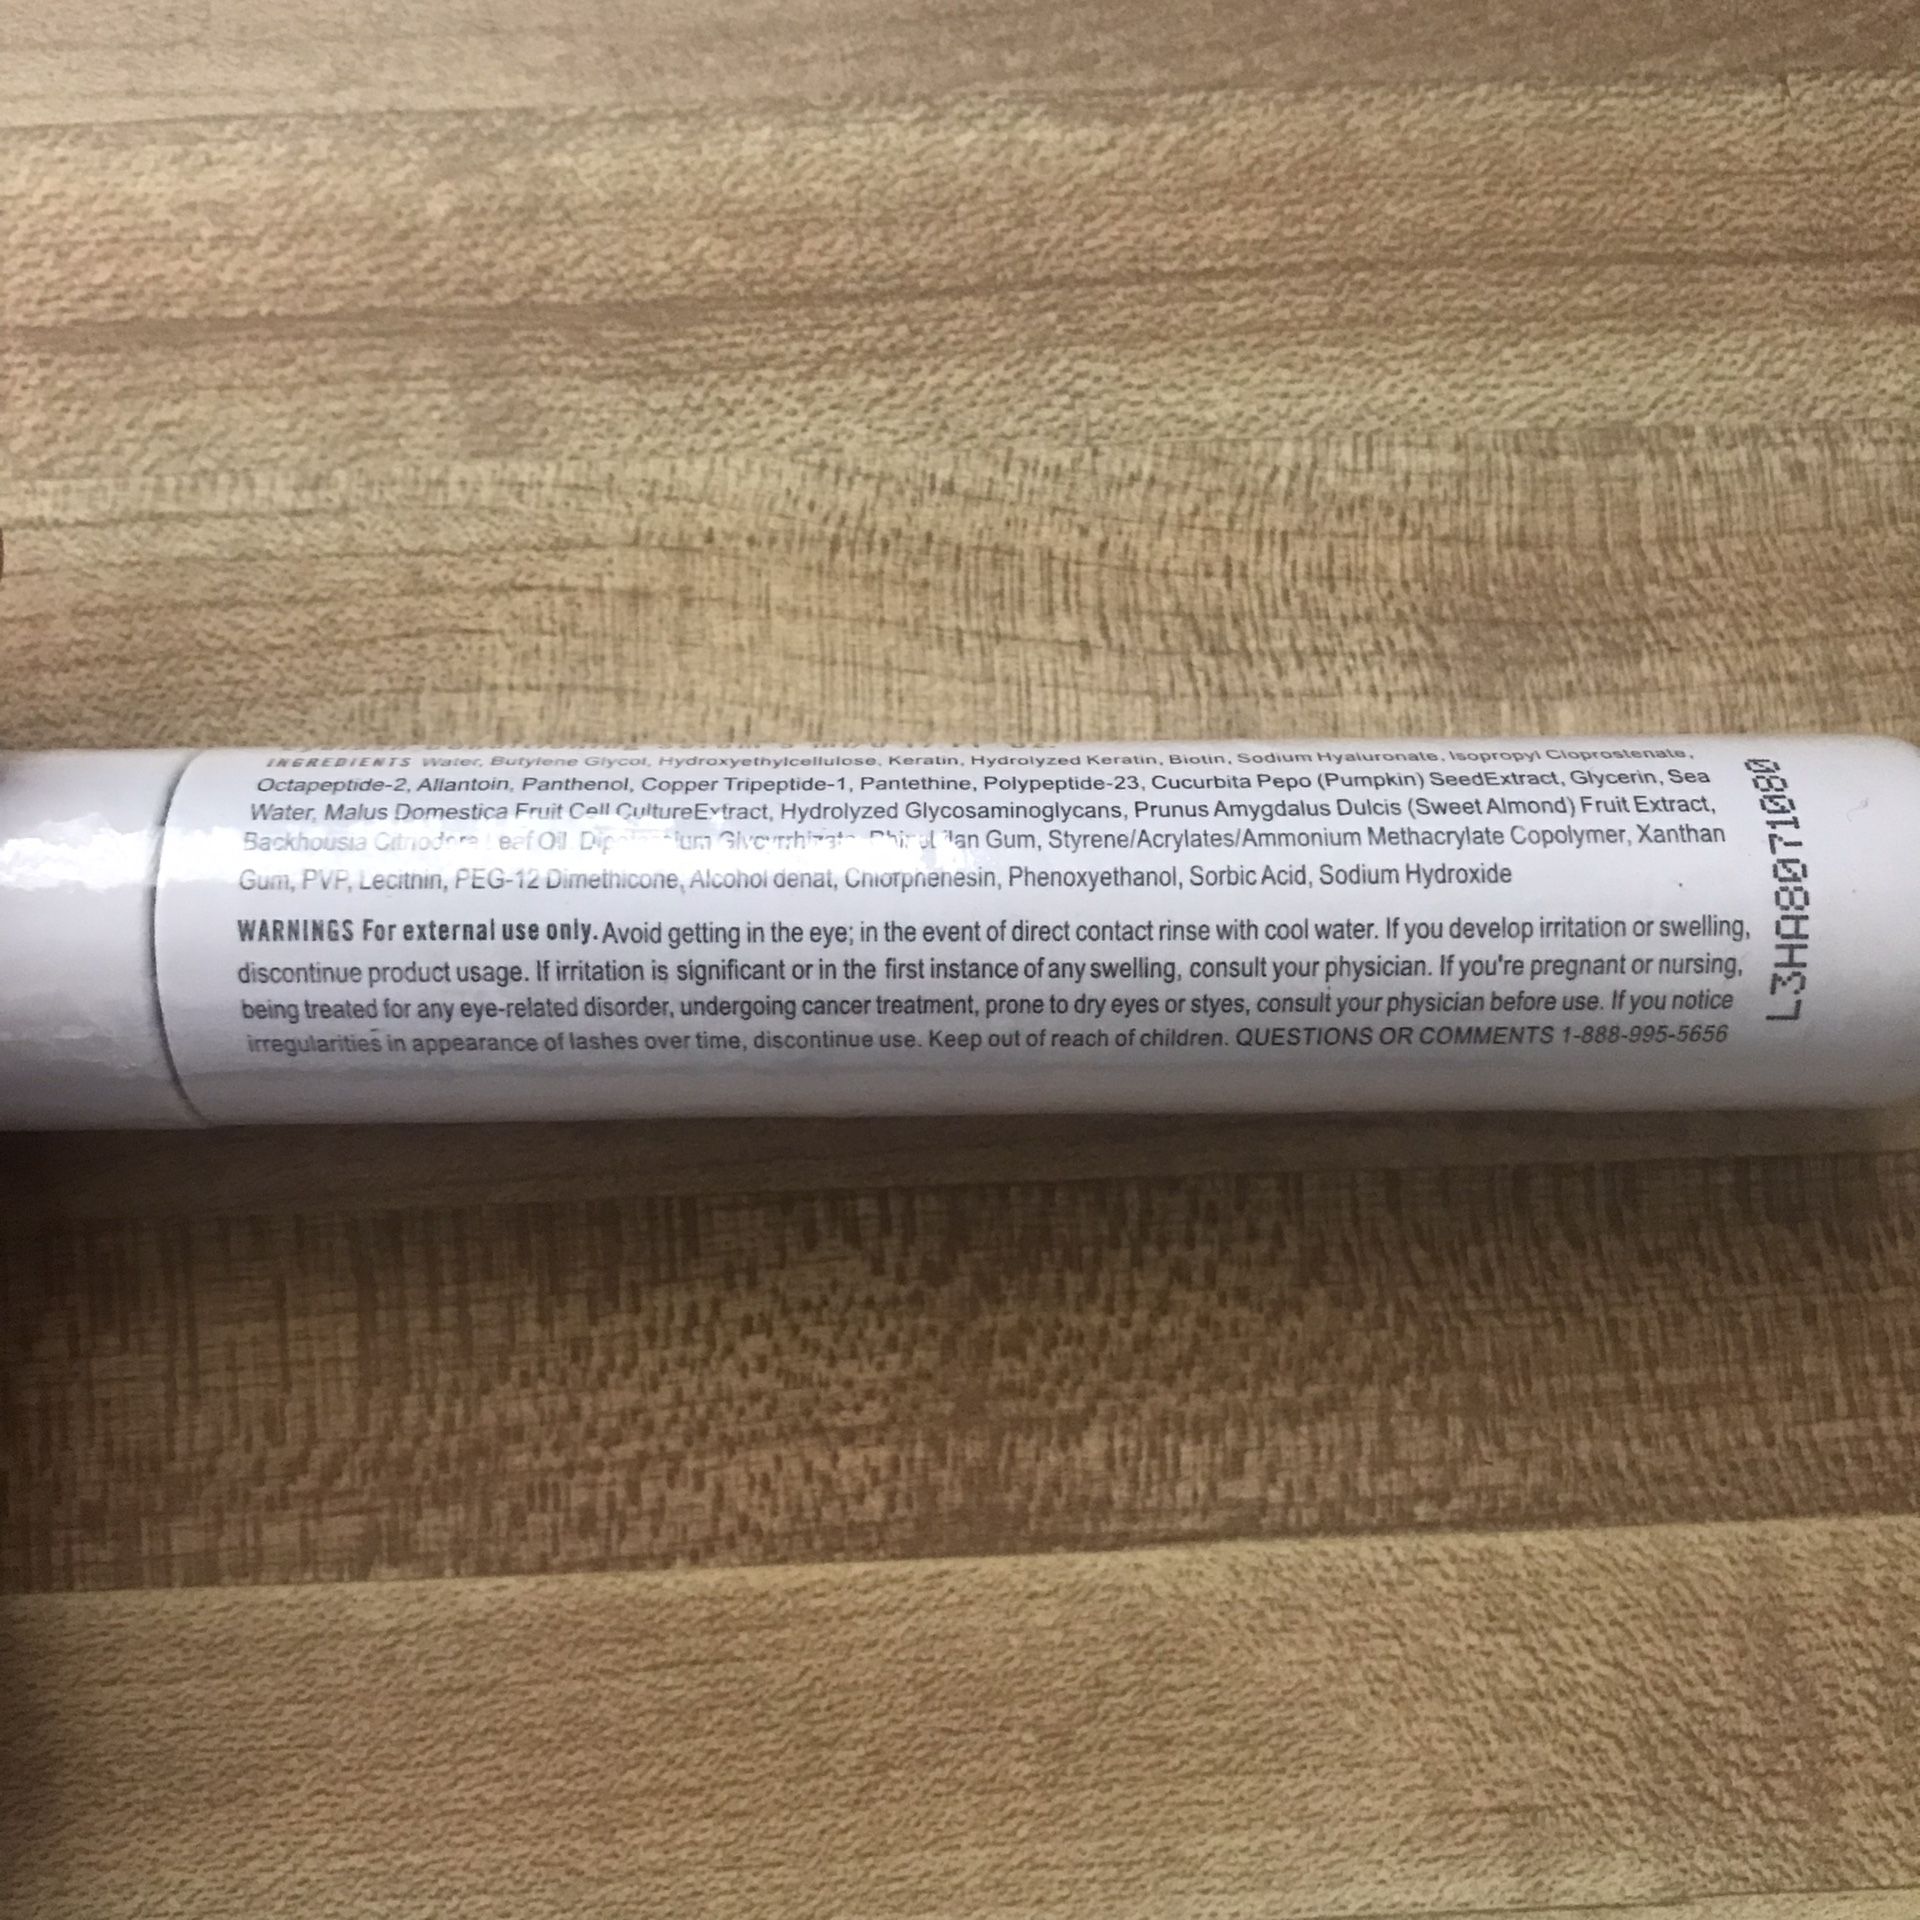 INGREDIENTS Water, Butylene Glycol, Hydroxyethylcellulose, Keratin, Hydrolyzed Keratin, Biotin, Sodium Hyaluronate, Isopropyl Cloprostenate,
Octapeptide-2, Allantoin, Panthenol, Copper Tripeptide-1, Pantethine, Polypeptide-23, Cucurbita Pepo (Pumpkin) SeedExtract, Glycerin, Sea
Water, Malus Domestica Fruit Cell CultureExtract, Hydrolyzed Glycosaminoglycans, Prunus Amygdalus Dulcis (Sweet Almond) Fruit Extract,
Backhousia Leaf Oil, Gum, Styrene/Acrylates/Ammonium Methacrylate Copolymer, Xanthan
Gum, PVP, Lecithin, PEG-12 Dimethicone, Alcohol denat, Chlorphenesin, Phenoxyethanol, Sorbic Acid, Sodium Hydroxide
WARNINGS For external use only. Avoid getting in the eye; in the event of direct contact rinse with cool water. If you develop irritation or swelling,
discontinue product usage. If irritation is significant or in the first instance of any swelling, consult your physician. If you're pregnant or nursing,
being treated for any eye-related disorder, undergoing cancer treatment, prone to dry eyes or styes, consult your physician before use. If you notice
irregularities in appearance of lashes over time, discontinue use. Keep out of reach of children. QUESTIONS OR COMMENTS 1-888-995-5656
L3HA8071080